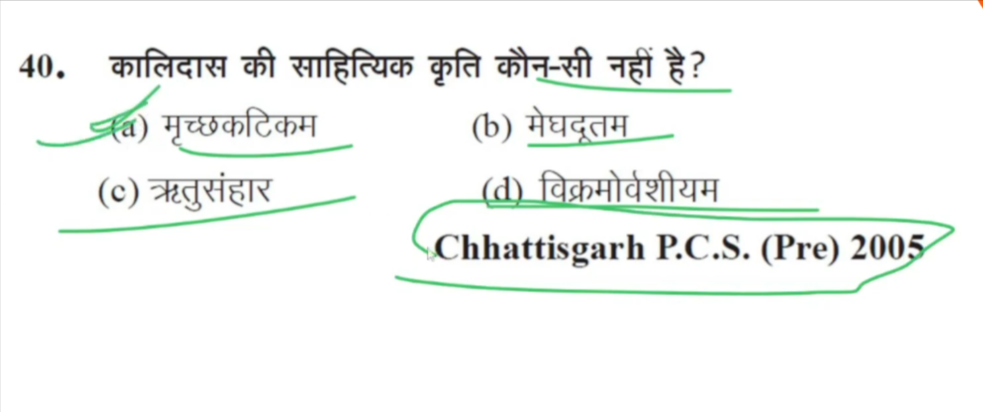 40. कालिदास की साहित्यिक कृति कौन-सी नहीं है?
(a) मृच्छकटिकम (b) मेघदूतम
(c) ऋतुसंहार (d) विक्रमोर्वशीयम
Chhattisgarh P.C.S. (Pre) 2005